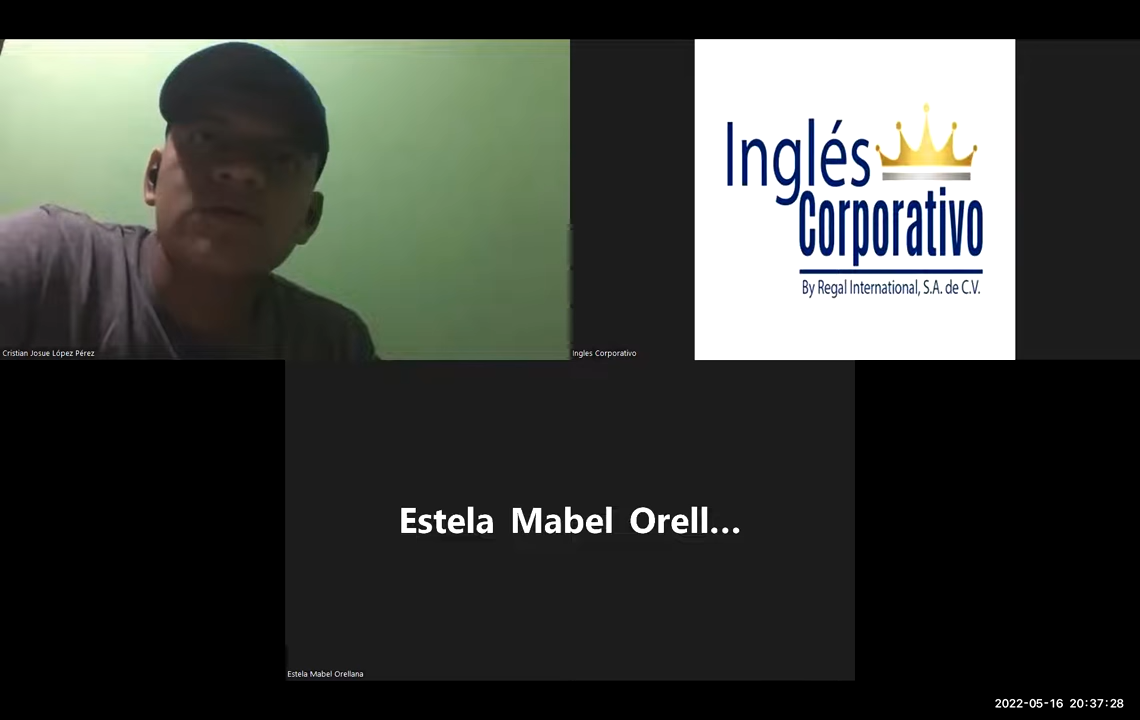 Inglés
Corporativo
By Regal International, S.A. de C.V.
Cristian Josue López Pérez
Ingles Corporativo
Estela Mabel Orell...
Estela Mabel Orellana
2022-05-16 20:37:28